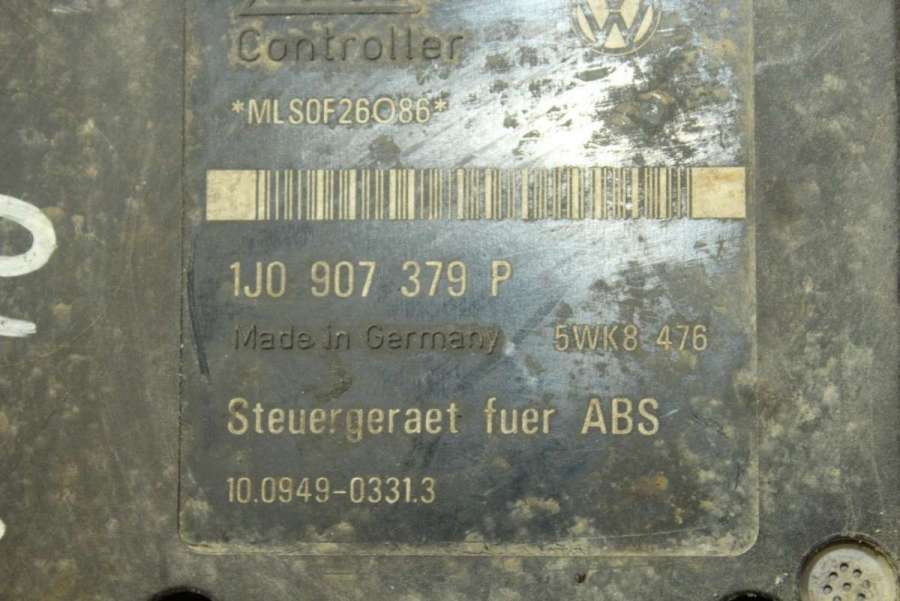 Controller
*MLS0F26086*
1J0 907 379 P
Made in Germany 5WK8 476
Steuergeraet fuer ABS
10.0949-0331.3